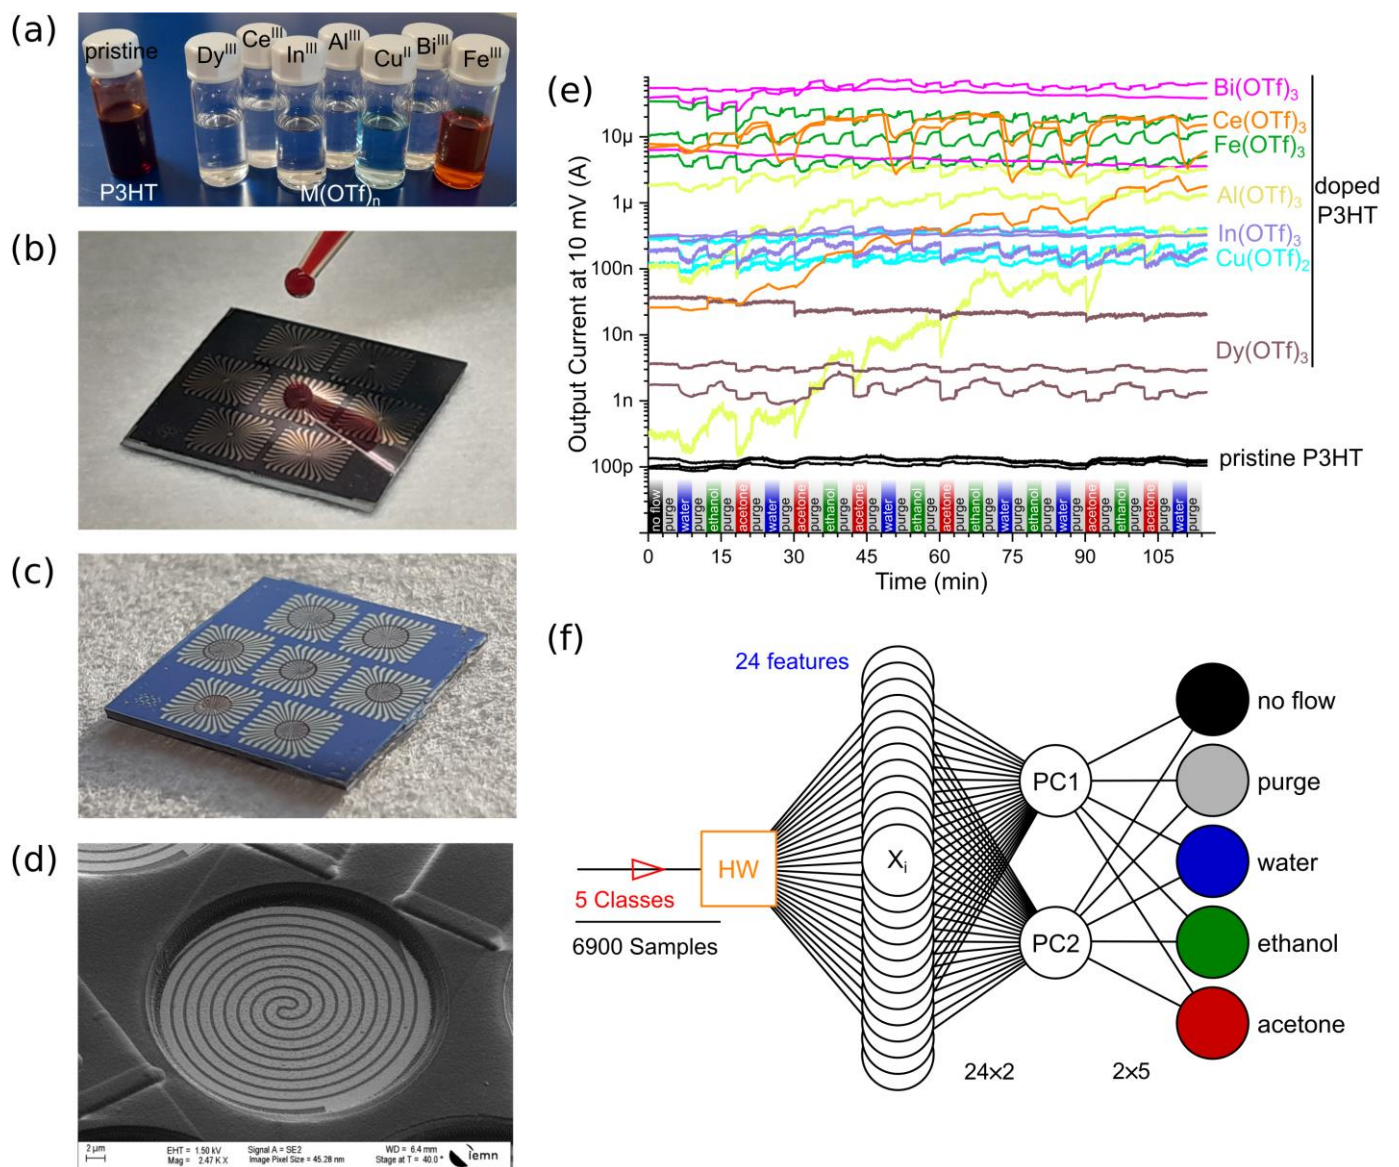 (a)
pristine
Dy^III
Ce^III
In^III
Al^III
Cu^II
Bi^III
Fe^III
P3HT
M(OTf)ₙ
(b)
(c)
(d)
2 µm
EHT = 1.50 kV
Mag = 2.47 K X
Signal A = SE2
Image Pixel Size = 45.28 nm
WD = 6.4 mm
Stage at T = 40.0 °
iemn
(e)
Output Current at 10 mV (A)
10µ
1µ
100n
10n
1n
100p
Bi(OTf)₃
Ce(OTf)₃
Fe(OTf)₃
Al(OTf)₃
In(OTf)₃
Cu(OTf)₂
Dy(OTf)₃
doped
P3HT
pristine P3HT
no flow
purge
water
purge
ethanol
purge
acetone
purge
water
purge
acetone
purge
ethanol
purge
acetone
purge
water
purge
ethanol
purge
acetone
purge
ethanol
purge
water
purge
ethanol
purge
water
purge
acetone
purge
ethanol
purge
acetone
purge
water
purge
0 15 30 45 60 75 90 105
Time (min)
(f)
24 features
HW
5 Classes
6900 Samples
Xᵢ
PC1
PC2
24×2
2×5
no flow
purge
water
ethanol
acetone